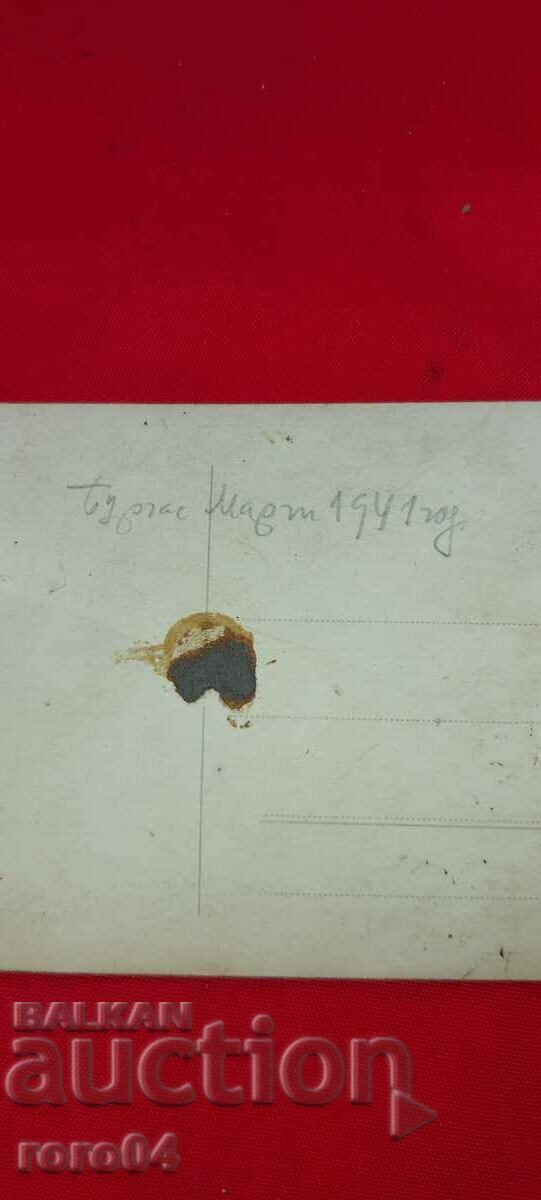 Бургас Март 1941 год.
BALKAN
auction
roro04